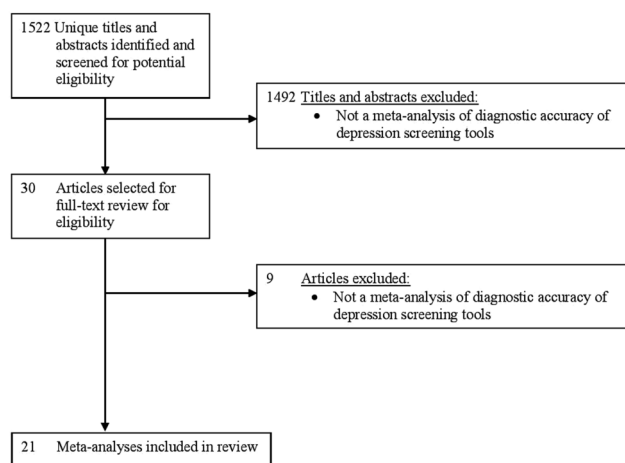 1522 Unique titles and
abstracts identified and
screened for potential
eligibility
1492 Titles and abstracts excluded:
• Not a meta-analysis of diagnostic accuracy of
depression screening tools
30 Articles selected for
full-text review for
eligibility
9 Articles excluded:
• Not a meta-analysis of diagnostic accuracy of
depression screening tools
21 Meta-analyses included in review